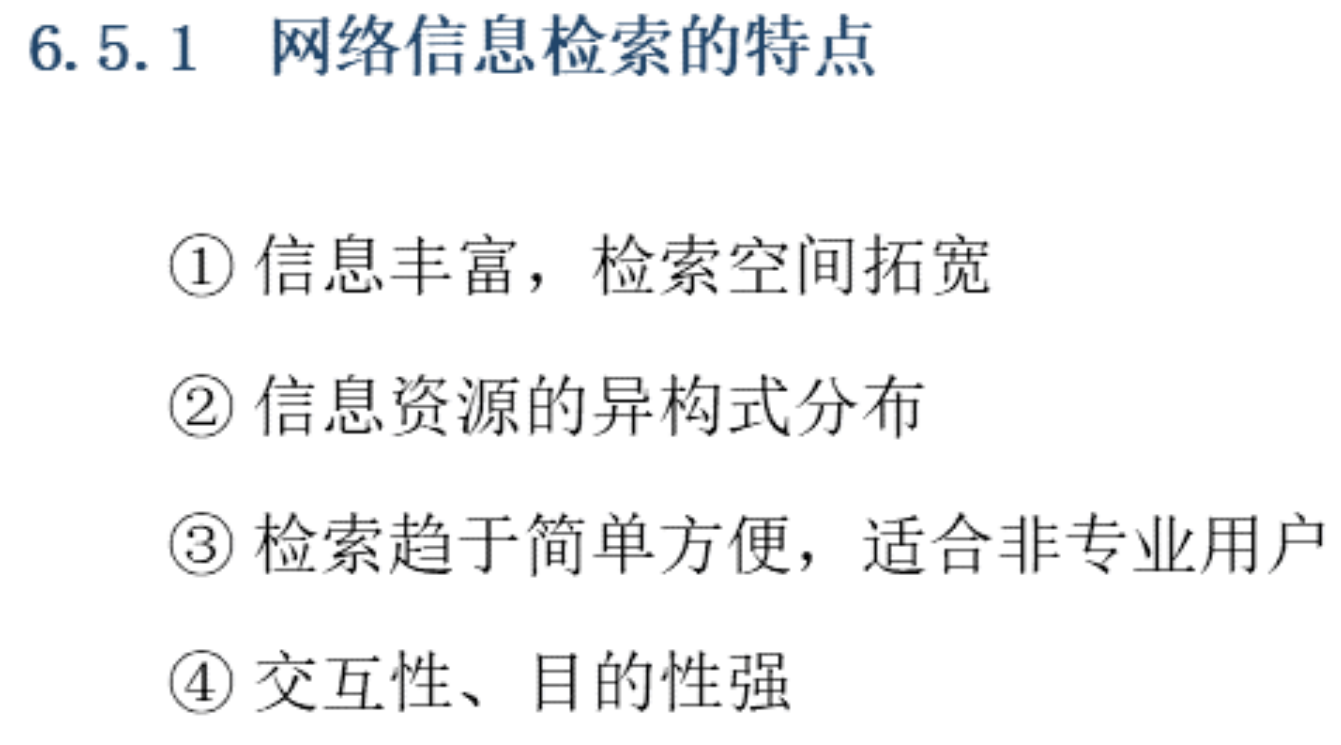 6.5.1 网络信息检索的特点
① 信息丰富，检索空间拓宽
② 信息资源的异构式分布
③ 检索趋于简单方便，适合非专业用户
④ 交互性、目的性强